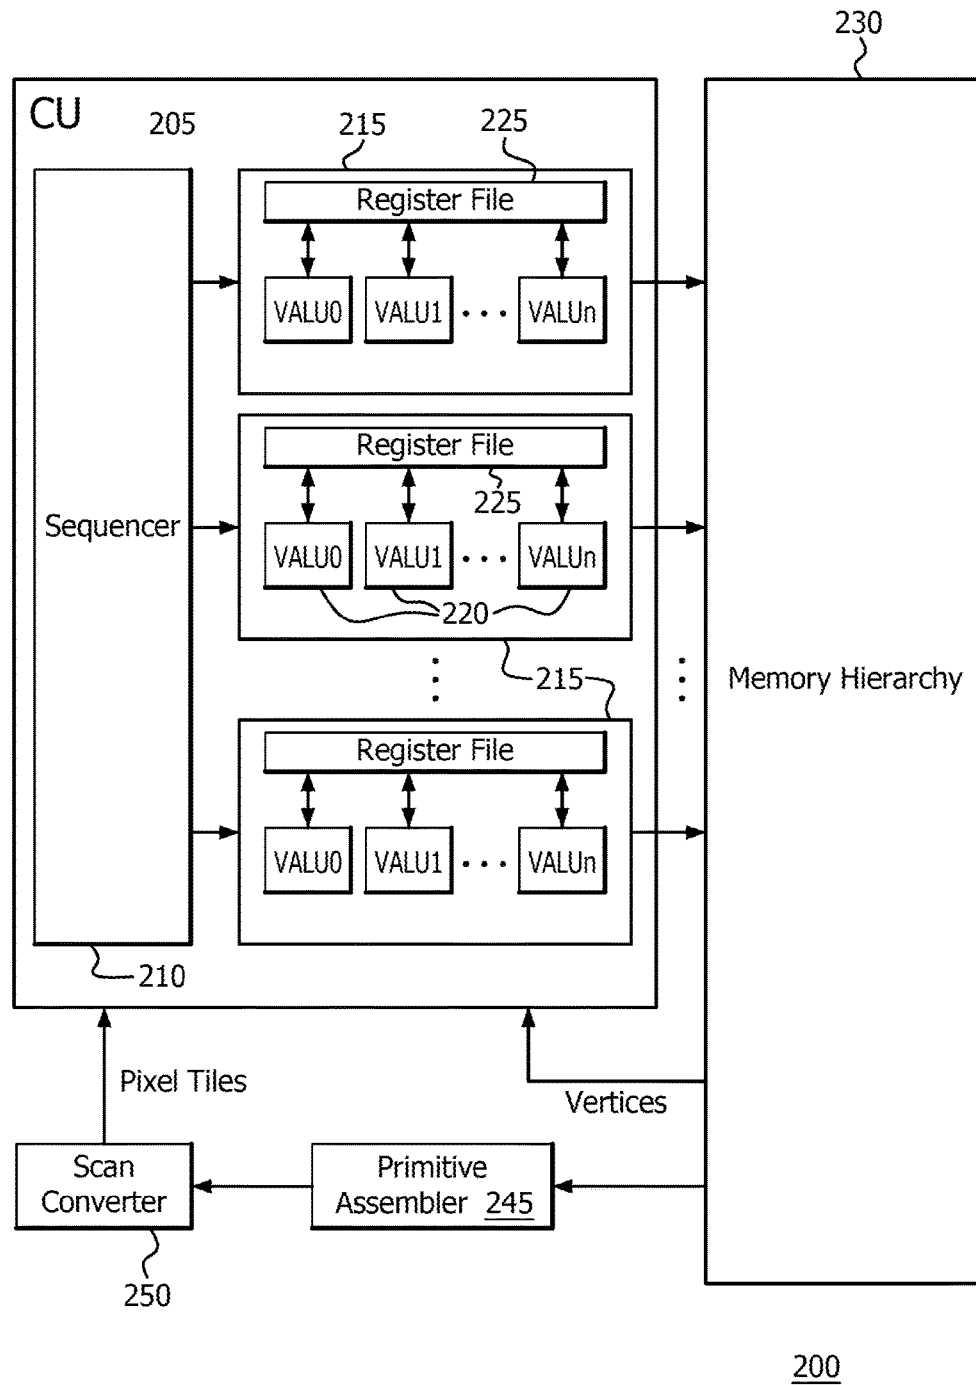 230
CU
205
215
225
Register File
VALU0
VALU1
VALUn
Register File
225
Sequencer
VALU0
VALU1
VALUn
220
215
Memory Hierarchy
Register File
VALU0
VALU1
VALUn
210
Pixel Tiles
Vertices
Scan
Converter
Primitive
Assembler 245
250
200